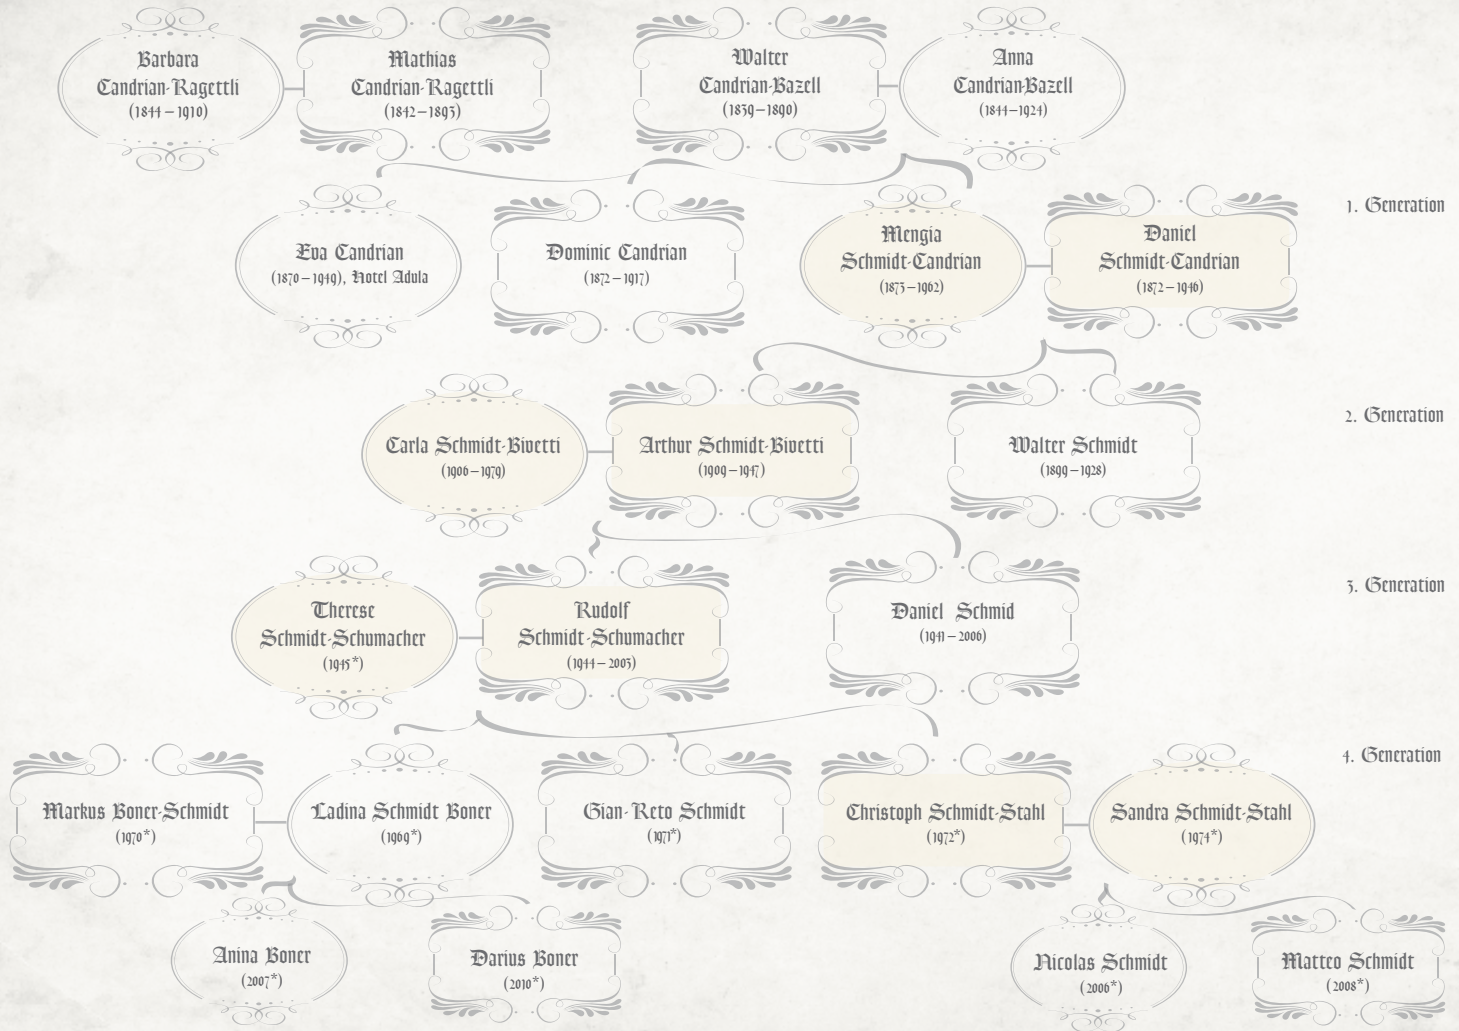 Barbara
Candrian-Ragettli
(1844–1910)
Mathias
Candrian-Ragettli
(1842–1893)
Walter
Candrian-Bazell
(1839–1890)
Anna
Candrian-Bazell
(1844–1924)
1. Generation
Eva Candrian
(1870–1949), Hotel Adula
Dominic Candrian
(1872–1917)
Mengia
Schmidt-Candrian
(1873–1962)
Daniel
Schmidt-Candrian
(1872–1946)
2. Generation
Carla Schmidt-Bivetti
(1906–1979)
Arthur Schmidt-Bivetti
(1909–1947)
Walter Schmidt
(1899–1928)
3. Generation
Therese
Schmidt-Schumacher
(1945*)
Rudolf
Schmidt-Schumacher
(1944–2003)
Daniel Schmid
(1941–2006)
4. Generation
Markus Boner-Schmidt
(1970*)
Ladina Schmidt Boner
(1969*)
Gian-Reto Schmidt
(1971*)
Christoph Schmidt-Stahl
(1972*)
Sandra Schmidt-Stahl
(1974*)
Anina Boner
(2007*)
Darius Boner
(2010*)
Nicolas Schmidt
(2006*)
Matteo Schmidt
(2008*)